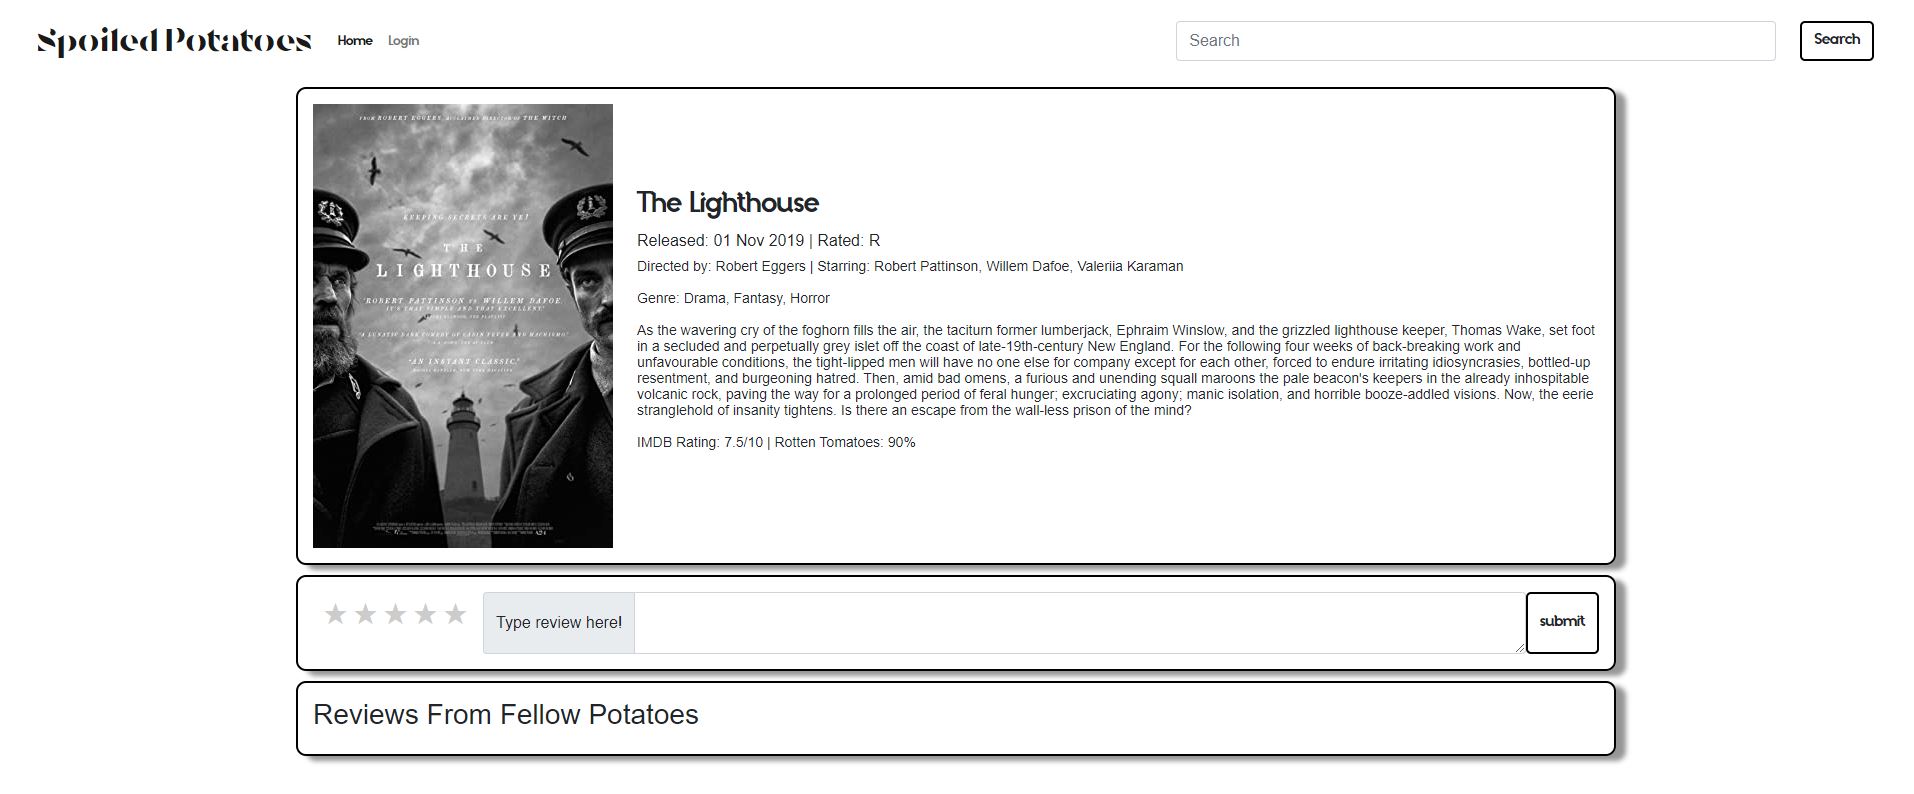 Spoiled Potatoes Home Login Search Search
FROM ROBERT EGGERS, ACCLAIMED DIRECTOR OF THE WITCH
KEEPING SECRETS ARE YE?
THE
LIGHTHOUSE
"ROBERT PATTINSON vs WILLEM DAFOE.
IT'S THAT SIMPLE AND THAT EXCELLENT."
"A LUNATIC DARK COMEDY OF CABIN FEVER AND MACHISMO."
"AN INSTANT CLASSIC."
A24
The Lighthouse
Released: 01 Nov 2019 | Rated: R
Directed by: Robert Eggers | Starring: Robert Pattinson, Willem Dafoe, Valeriia Karaman
Genre: Drama, Fantasy, Horror
As the wavering cry of the foghorn fills the air, the taciturn former lumberjack, Ephraim Winslow, and the grizzled lighthouse keeper, Thomas Wake, set foot
in a secluded and perpetually grey islet off the coast of late-19th-century New England. For the following four weeks of back-breaking work and
unfavourable conditions, the tight-lipped men will have no one else for company except for each other, forced to endure irritating idiosyncrasies, bottled-up
resentment, and burgeoning hatred. Then, amid bad omens, a furious and unending squall maroons the pale beacon's keepers in the already inhospitable
volcanic rock, paving the way for a prolonged period of feral hunger; excruciating agony; manic isolation, and horrible booze-addled visions. Now, the eerie
stranglehold of insanity tightens. Is there an escape from the wall-less prison of the mind?
IMDB Rating: 7.5/10 | Rotten Tomatoes: 90%
Type review here! submit
Reviews From Fellow Potatoes